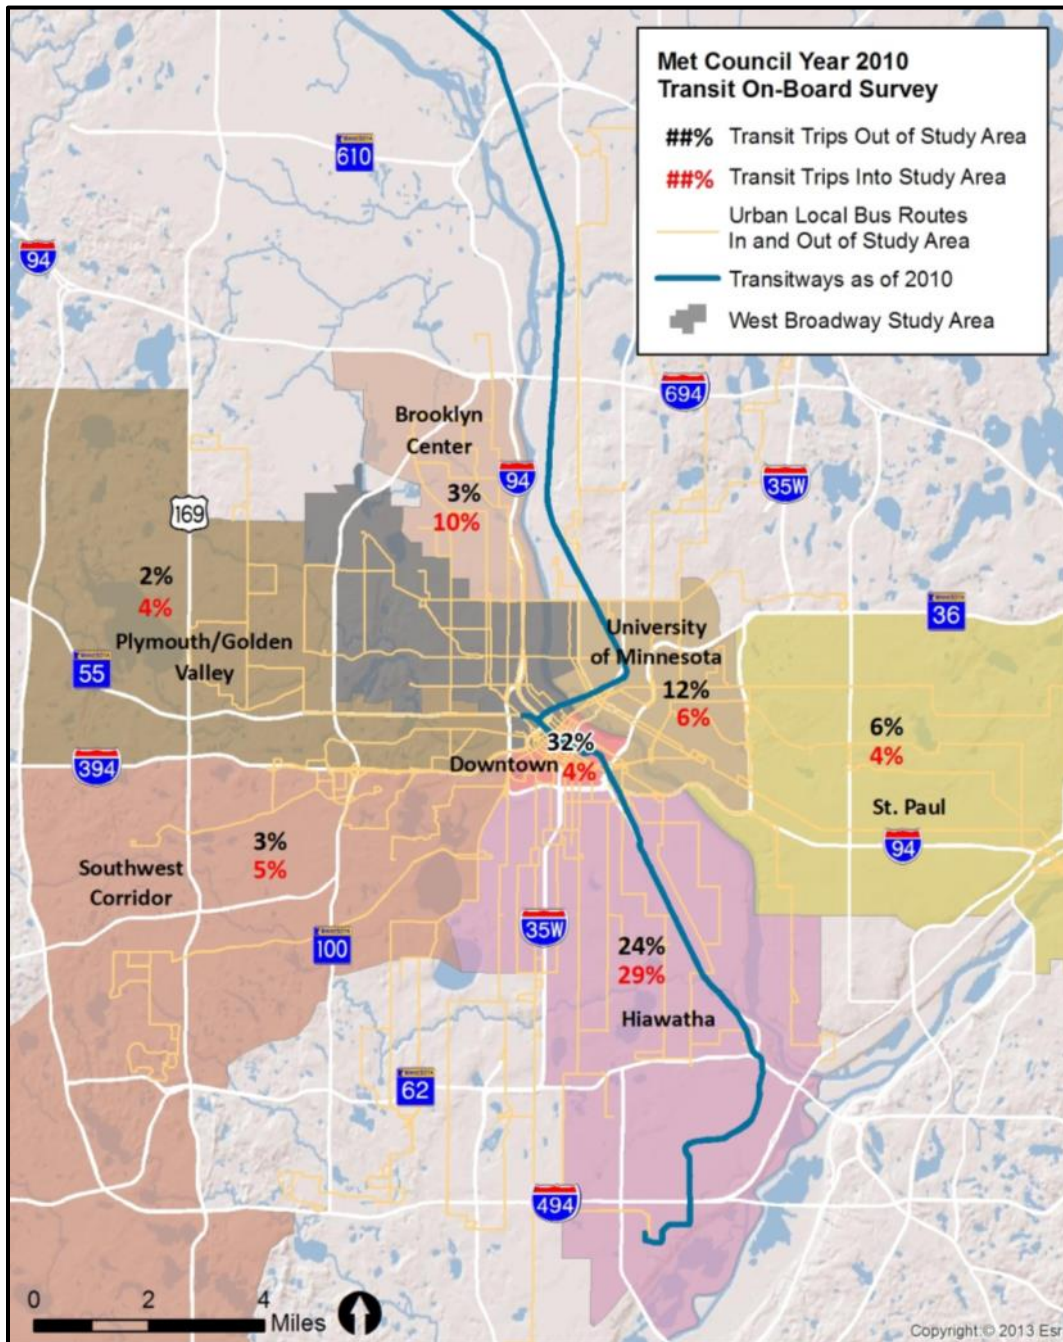 Met Council Year 2010
Transit On-Board Survey
##% Transit Trips Out of Study Area
##% Transit Trips Into Study Area
Urban Local Bus Routes
In and Out of Study Area
Transitways as of 2010
West Broadway Study Area
610
94
694
Brooklyn
Center
94
35W
3%
10%
169
2%
4%
36
Plymouth/Golden
Valley
University
of Minnesota
55
12%
6%
6%
4%
32%
Downtown
4%
394
St. Paul
3%
5%
94
Southwest
Corridor
35W
100
24%
29%
Hiawatha
62
494
0 2 4
Miles
Copyright:© 2013 Es